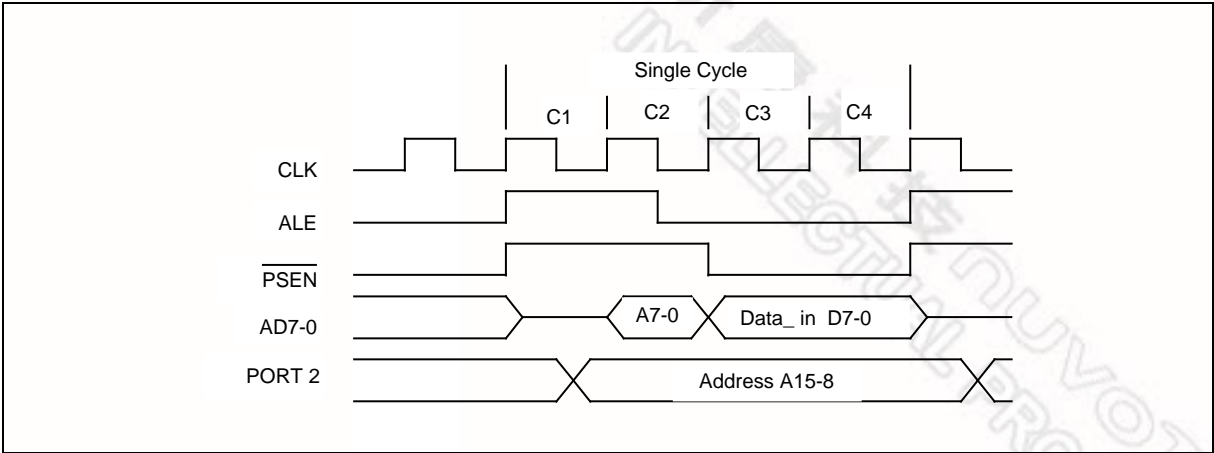 Single Cycle
C1 C2 C3 C4
CLK
ALE
PSEN
AD7-0 A7-0 Data_ in D7-0
PORT 2 Address A15-8